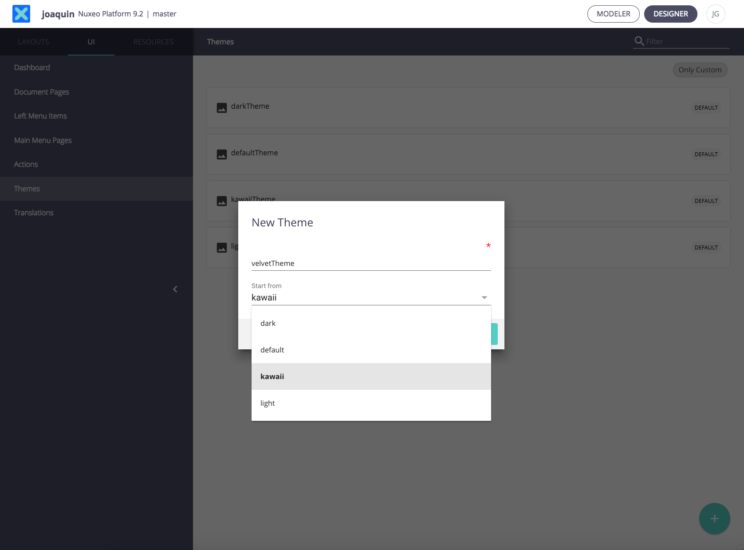 Joaquin Nuxeo Platform 9.2 | master
MODELER
DESIGNER
JG
LAYOUTS
UI
RESOURCES
Themes
Filter
Dashboard
Document Pages
Left Menu Items
Main Menu Pages
Actions
Themes
Translations
Only Custom
darkTheme
DEFAULT
defaultTheme
DEFAULT
kawaiiTheme
DEFAULT
DEFAULT
New Theme
*
velvetTheme
Start from
kawaii
dark
default
kawaii
light
+